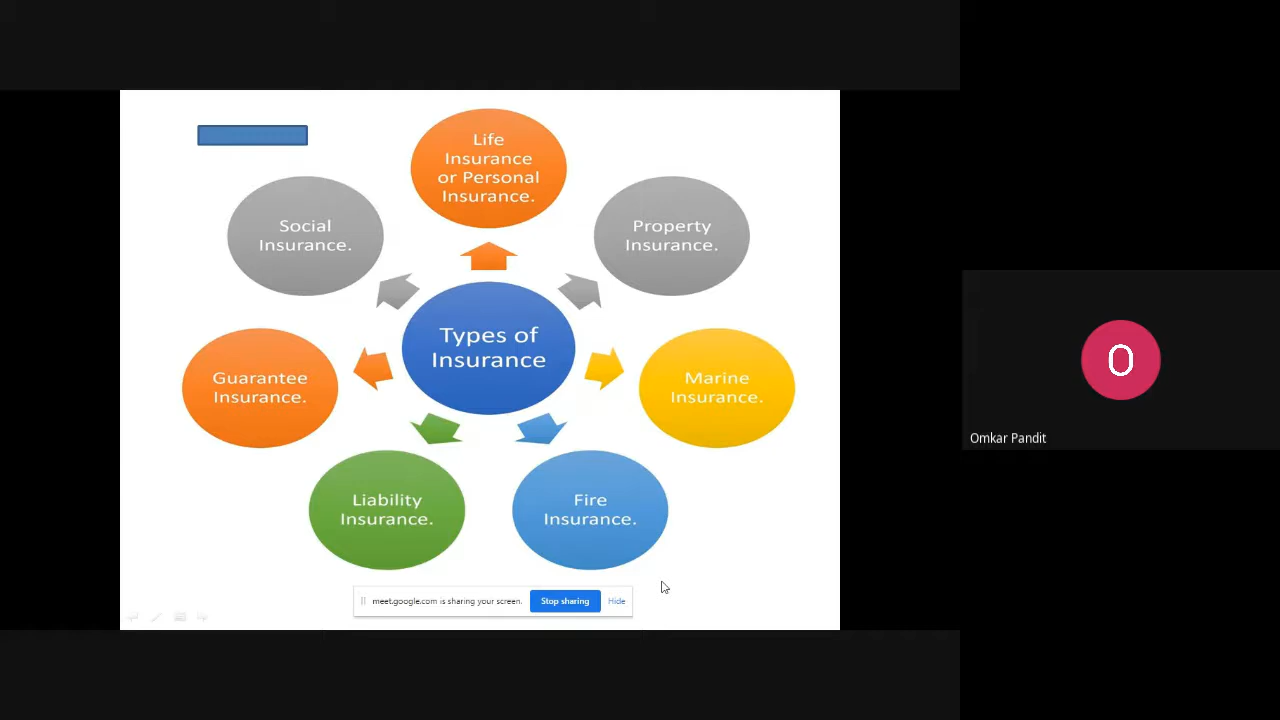 Life
Insurance
or Personal
Insurance.
Social
Insurance.
Property
Insurance.
Types of
Insurance
Guarantee
Insurance.
Marine
Insurance.
Liability
Insurance.
Fire
Insurance.
meet.google.com is sharing your screen.
Stop sharing
Hide
O
Omkar Pandit